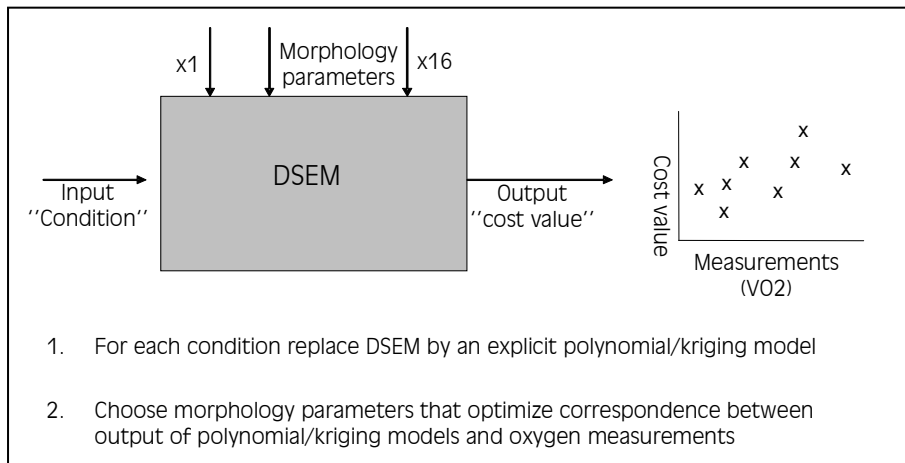 x1
Morphology
parameters
x16
DSEM
Input
''Condition''
Output
''cost value''
Cost value
Measurements
(VO2)
1. For each condition replace DSEM by an explicit polynomial/kriging model
2. Choose morphology parameters that optimize correspondence between
output of polynomial/kriging models and oxygen measurements